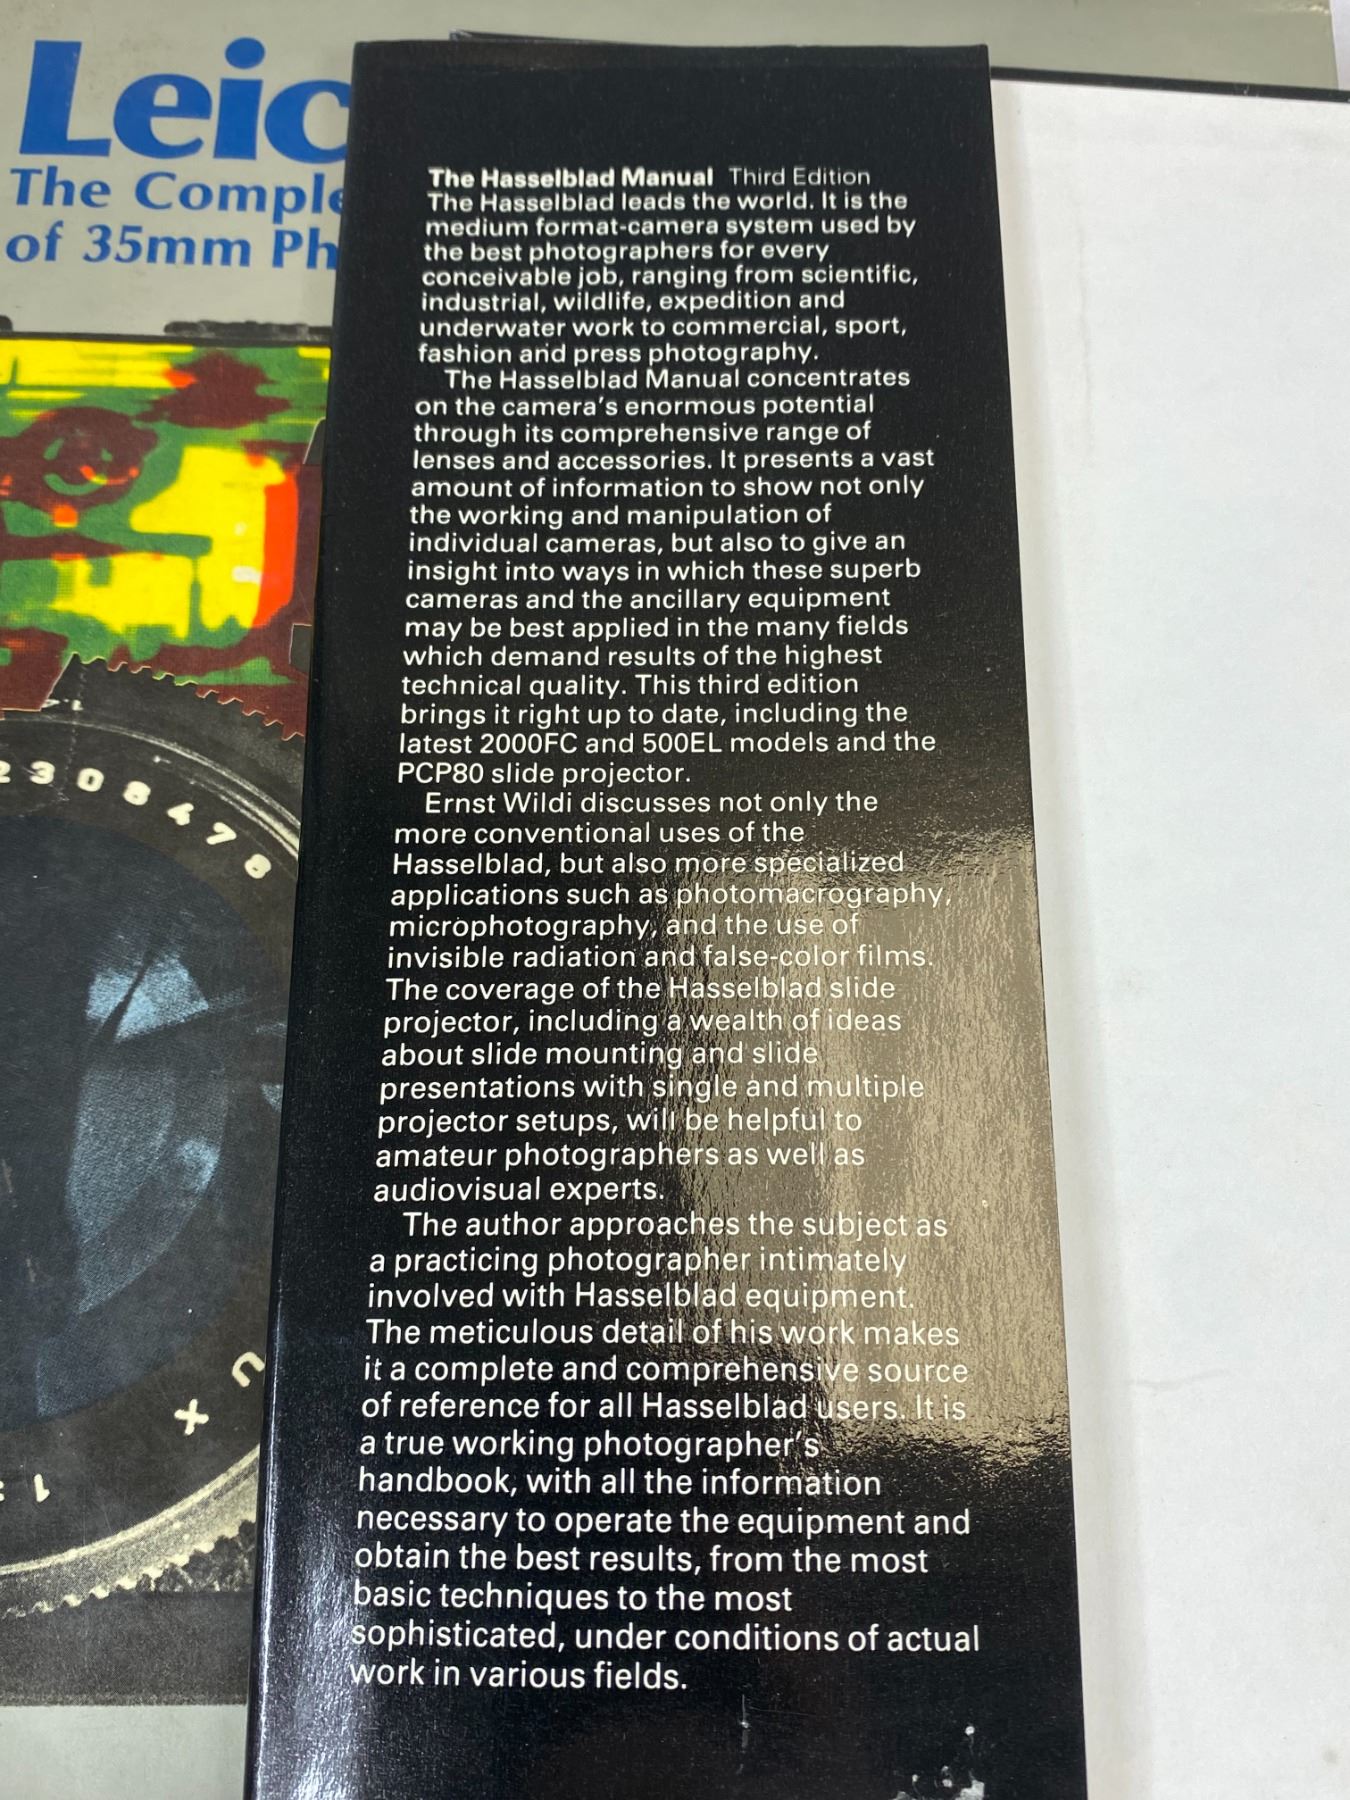 Leic
The Comple
of 35mm Ph
2308478
The Hasselblad Manual Third Edition
The Hasselblad leads the world. It is the
medium format-camera system used by
the best photographers for every
conceivable job, ranging from scientific,
industrial, wildlife, expedition and
underwater work to commercial, sport,
fashion and press photography.
The Hasselblad Manual concentrates
on the camera's enormous potential
through its comprehensive range of
lenses and accessories. It presents a vast
amount of information to show not only
the working and manipulation of
individual cameras, but also to give an
insight into ways in which these superb
cameras and the ancillary equipment
may be best applied in the many fields
which demand results of the highest
technical quality. This third edition
brings it right up to date, including the
latest 2000FC and 500EL models and the
PCP80 slide projector.
Ernst Wildi discusses not only the
more conventional uses of the
Hasselblad, but also more specialized
applications such as photomacrography,
microphotography, and the use of
invisible radiation and false-color films.
The coverage of the Hasselblad slide
projector, including a wealth of ideas
about slide mounting and slide
presentations with single and multiple
projector setups, will be helpful to
amateur photographers as well as
audiovisual experts.
The author approaches the subject as
a practicing photographer intimately
involved with Hasselblad equipment.
The meticulous detail of his work makes
it a complete and comprehensive source
of reference for all Hasselblad users. It is
a true working photographer's
handbook, with all the information
necessary to operate the equipment and
obtain the best results, from the most
basic techniques to the most
sophisticated, under conditions of actual
work in various fields.